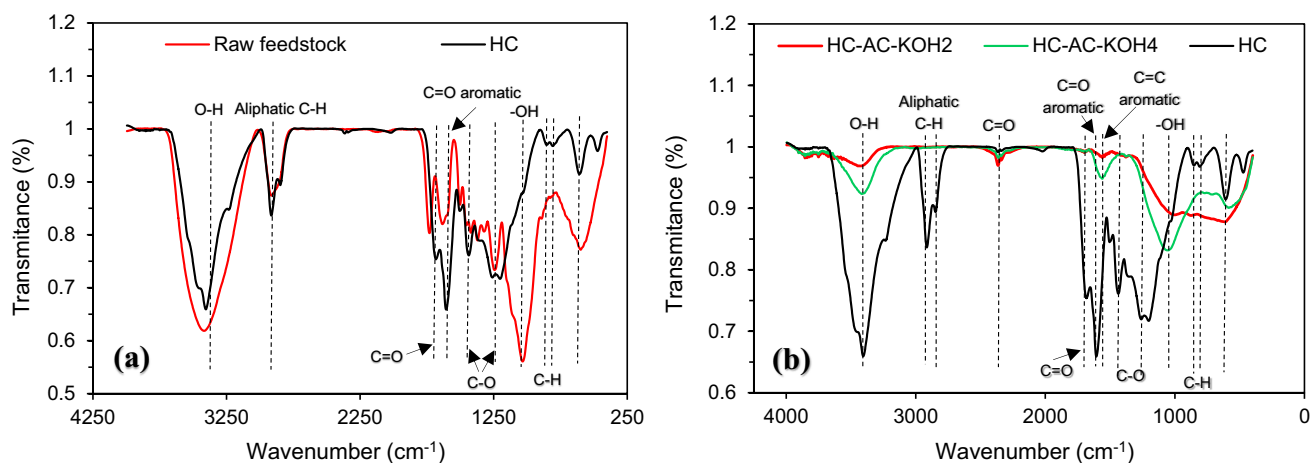 1.2
1.1
1
0.9
0.8
0.7
0.6
0.5
Transmitance (%)
Raw feedstock
HC
C=O aromatic
O-H
Aliphatic C-H
-OH
(a)
C=O
C-O
C-H
4250
3250
2250
1250
250
Wavenumber (cm⁻¹)
1.2
1.1
1
0.9
0.8
0.7
0.6
Transmitance (%)
HC-AC-KOH2
HC-AC-KOH4
HC
C=C
C=O
aromatic
aromatic
Aliphatic
O-H
C-H
C=O
-OH
(b)
C=O
C-O
C-H
4000
3000
2000
1000
0
Wavenumber (cm⁻¹)